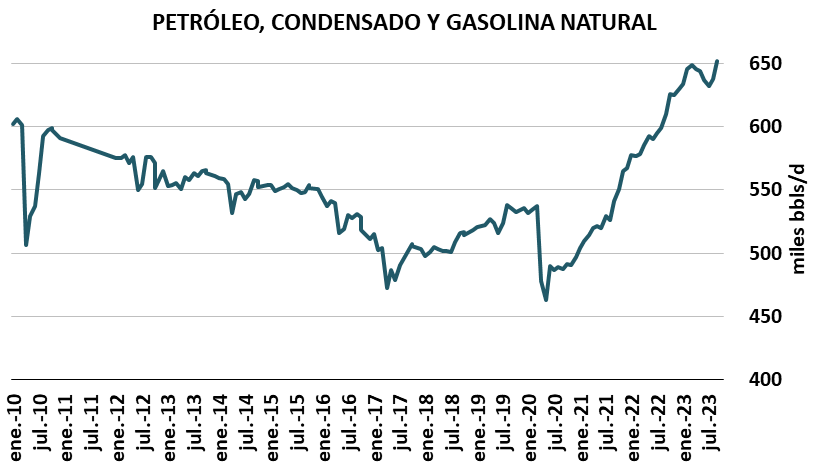 PETRÓLEO, CONDENSADO Y GASOLINA NATURAL
650
600
550
500
450
400
miles bbls/d
ene.-10
jul.-10
ene.-11
jul.-11
ene.-12
jul.-12
ene.-13
jul.-13
ene.-14
jul.-14
ene.-15
jul.-15
ene.-16
jul.-16
ene.-17
jul.-17
ene.-18
jul.-18
ene.-19
jul.-19
ene.-20
jul.-20
ene.-21
jul.-21
ene.-22
jul.-22
ene.-23
jul.-23